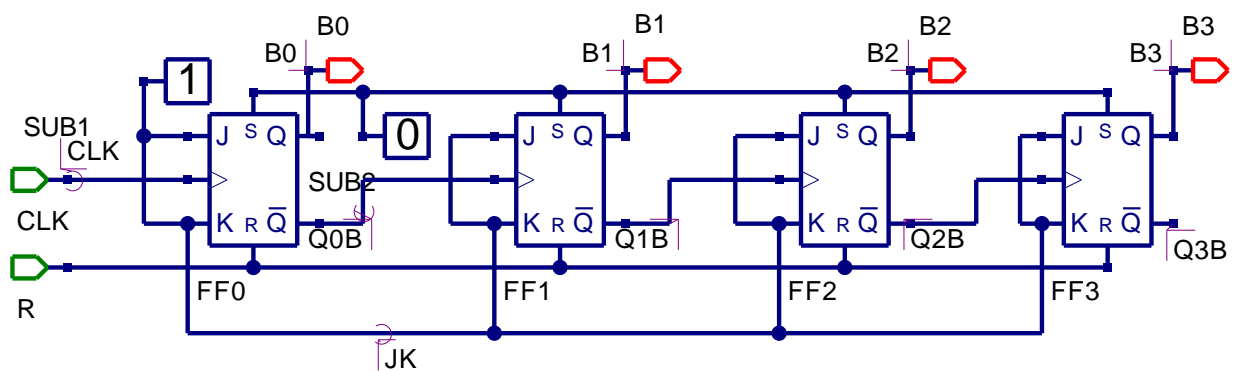 B0
B1
B2
B3
B0
B1
B2
B3
1
0
SUB1
CLK
J S Q
J S Q
J S Q
J S Q
SUB2
CLK
K R Q̅
Q0B
K R Q̅
Q1B
K R Q̅
Q2B
K R Q̅
Q3B
R
FF0
FF1
FF2
FF3
JK